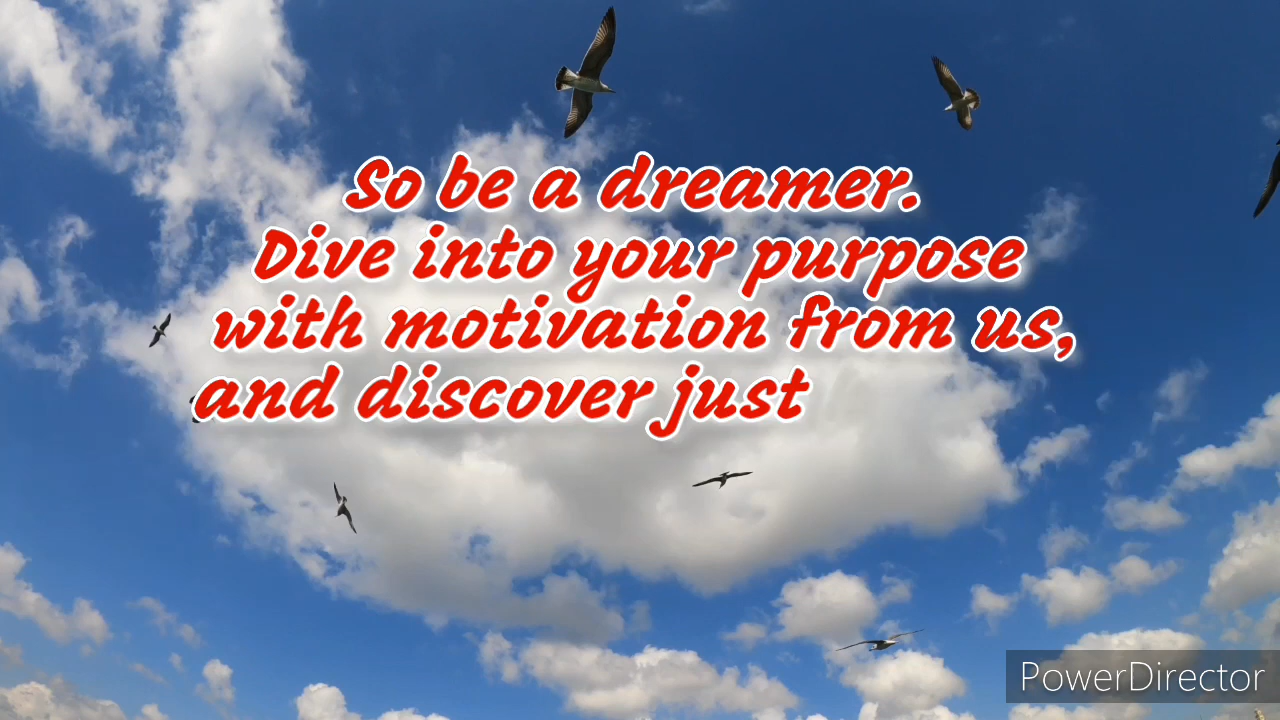 So be a dreamer.
Dive into your purpose
with motivation from us,
and discover just
PowerDirector